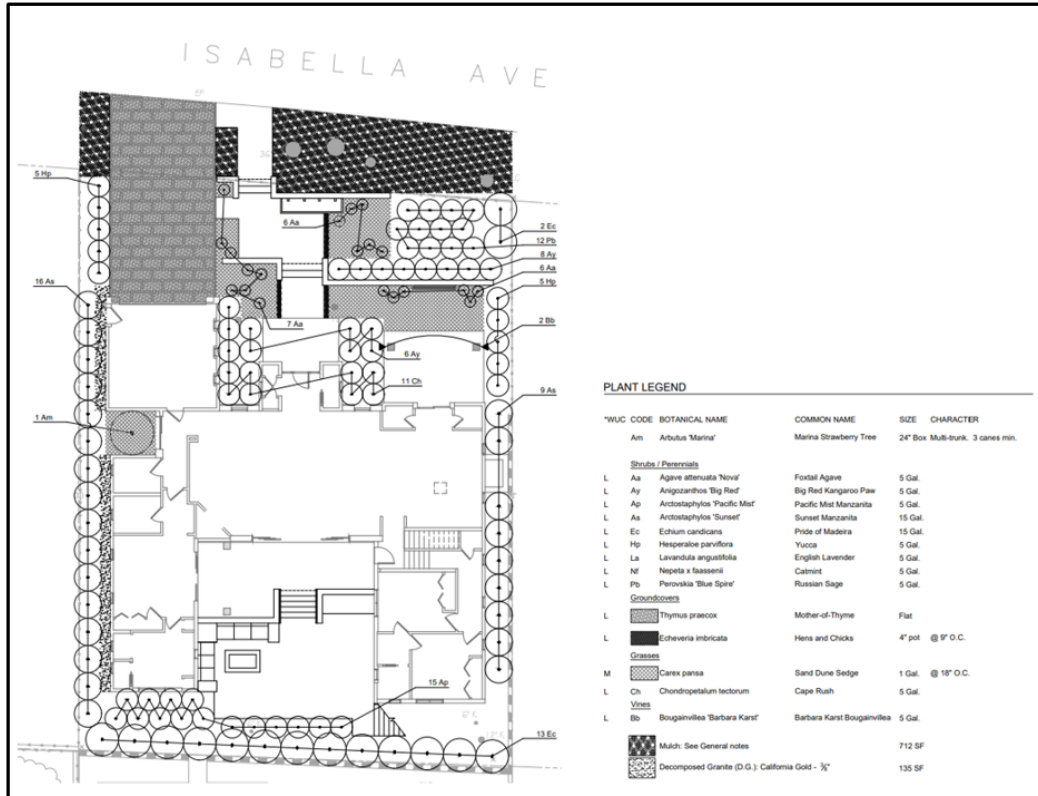 ISABELLA AVE
5 Hp
6 Aa
2 Ec
12 Pb
8 Ay
6 Aa
16 As
5 Hp
7 Aa
2 Bb
6 Ay
11 Ch
9 As
1 Am
15 Ap
13 Ec
PLANT LEGEND
*WUC CODE BOTANICAL NAME COMMON NAME SIZE CHARACTER
Am Arbutus 'Marina' Marina Strawberry Tree 24" Box Multi-trunk. 3 canes min.
Shrubs / Perennials
L Aa Agave attenuata 'Nova' Foxtail Agave 5 Gal.
L Ay Anigozanthos 'Big Red' Big Red Kangaroo Paw 5 Gal.
L Ap Arctostaphylos 'Pacific Mist' Pacific Mist Manzanita 5 Gal.
L As Arctostaphylos 'Sunset' Sunset Manzanita 15 Gal.
L Ec Echium candicans Pride of Madeira 15 Gal.
L Hp Hesperaloe parviflora Yucca 5 Gal.
L La Lavandula angustifolia English Lavender 5 Gal.
L Nf Nepeta x faassenii Catmint 5 Gal.
L Pb Perovskia 'Blue Spire' Russian Sage 5 Gal.
Groundcovers
L Thymus praecox Mother-of-Thyme Flat
L Echeveria imbricata Hens and Chicks 4" pot @ 9" O.C.
Grasses
M Carex pansa Sand Dune Sedge 1 Gal. @ 18" O.C.
L Ch Chondropetalum tectorum Cape Rush 5 Gal.
Vines
L Bb Bougainvillea 'Barbara Karst' Barbara Karst Bougainvillea 5 Gal.
Mulch: See General notes 712 SF
Decomposed Granite (D.G.): California Gold - 135 SF